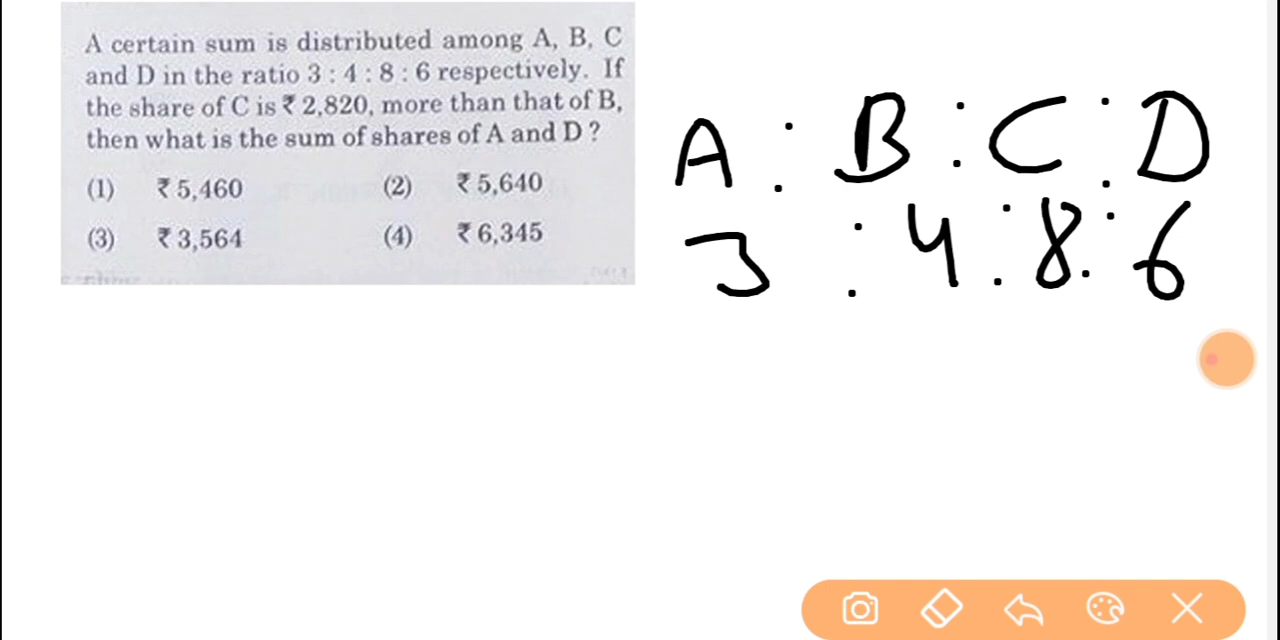 A certain sum is distributed among A, B, C
and D in the ratio 3 : 4 : 8 : 6 respectively. If
the share of C is ₹ 2,820, more than that of B,
then what is the sum of shares of A and D ?
(1) ₹ 5,460 (2) ₹ 5,640
(3) ₹ 3,564 (4) ₹ 6,345
A : B : C : D
3 : 4 : 8 : 6